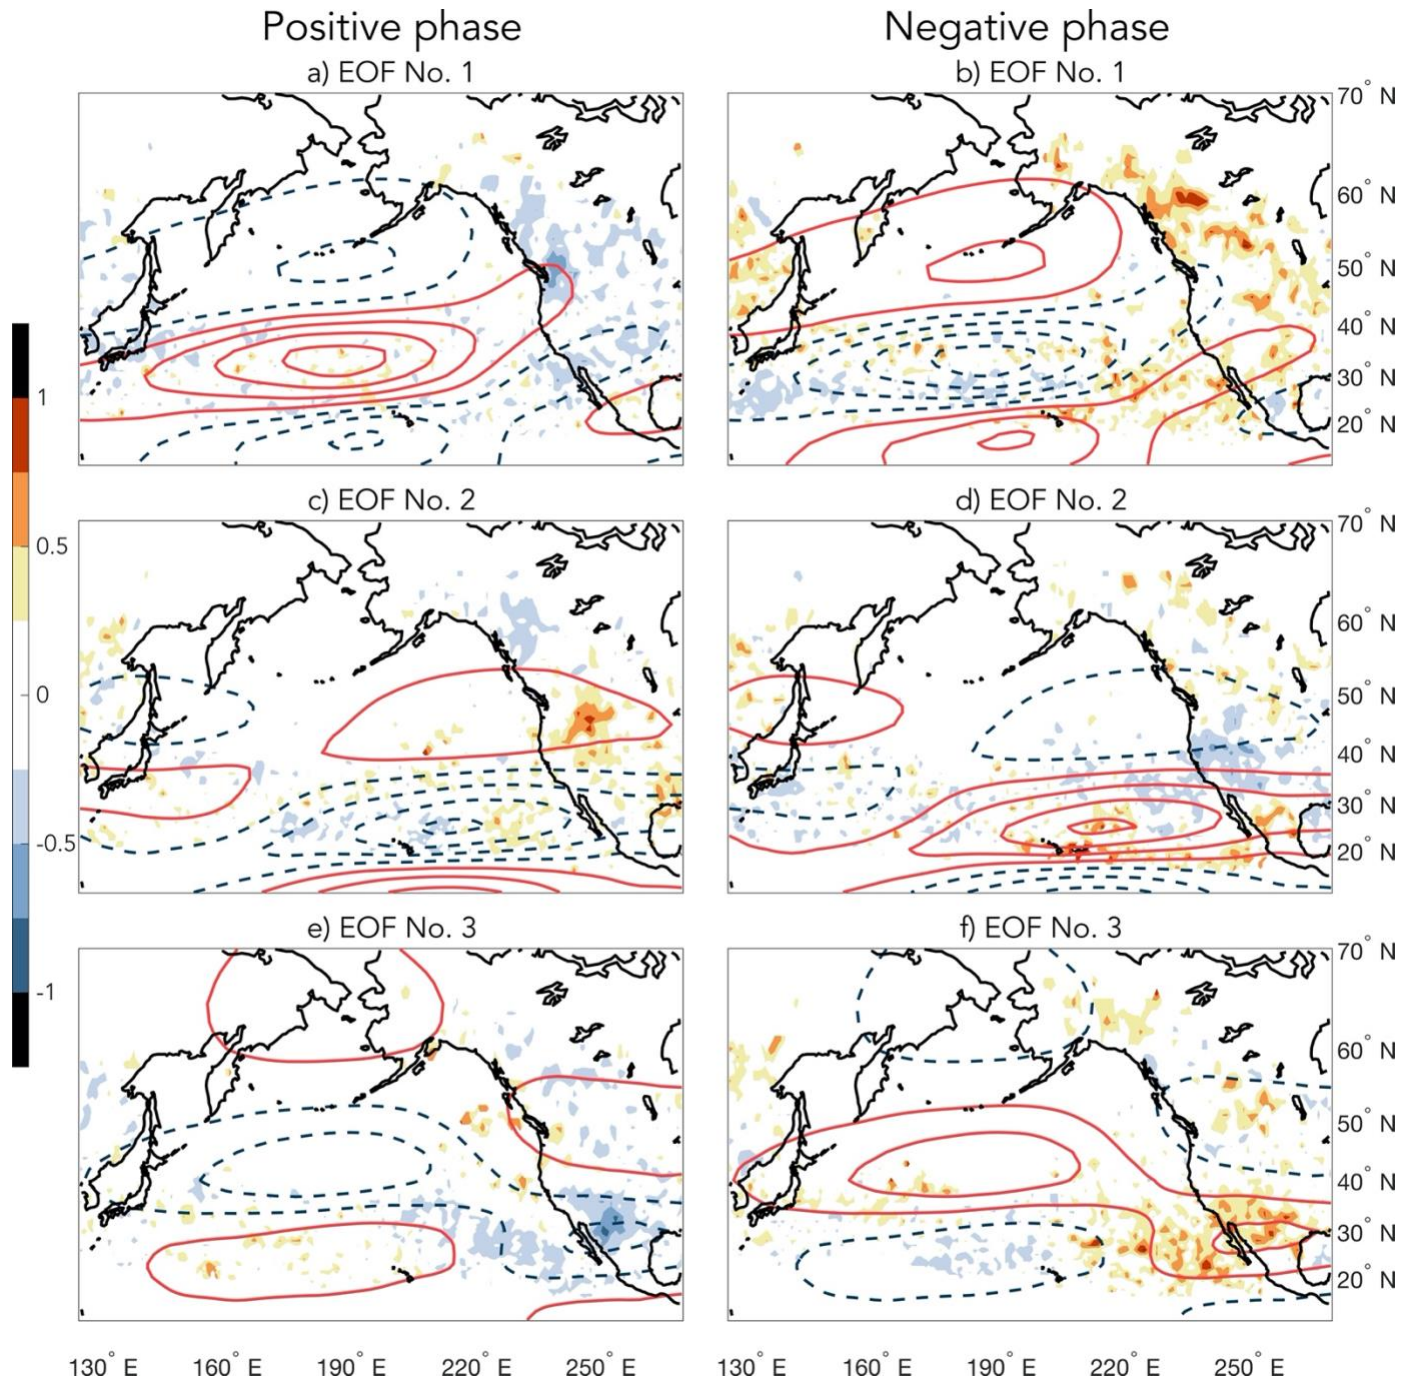 Positive phase
Negative phase
a) EOF No. 1
b) EOF No. 1
70° N
60° N
50° N
40° N
30° N
20° N
c) EOF No. 2
d) EOF No. 2
70° N
60° N
50° N
40° N
30° N
20° N
1
0.5
0
-0.5
-1
e) EOF No. 3
f) EOF No. 3
70° N
60° N
50° N
40° N
30° N
20° N
130° E 160° E 190° E 220° E 250° E
130° E 160° E 190° E 220° E 250° E